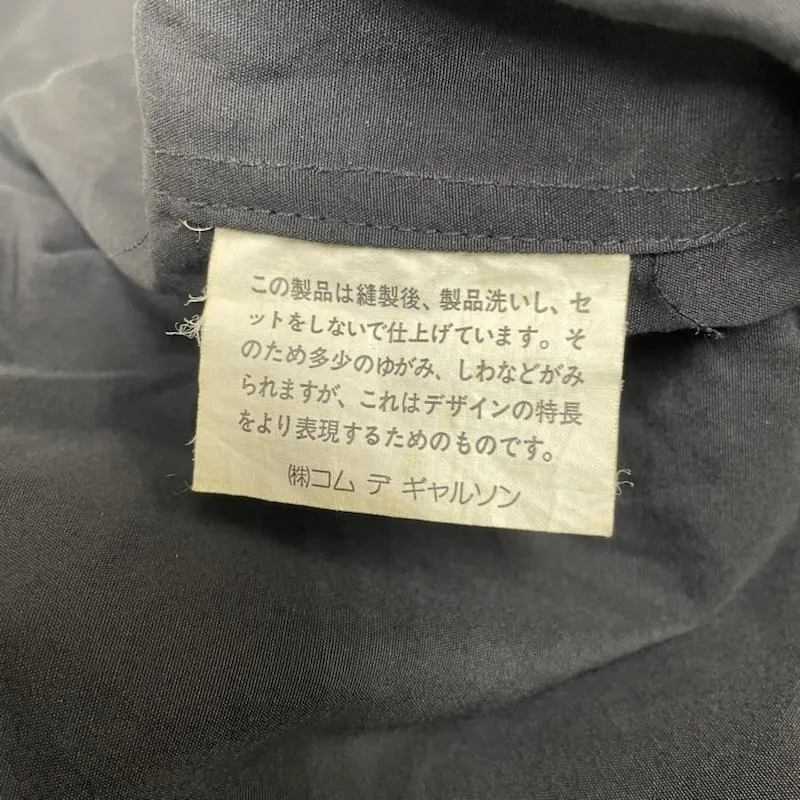 この製品は縫製後、製品洗いし、セ
ットをしないで仕上げています。そ
のため多少のゆがみ、しわなどがみ
られますが、これはデザインの特長
をより表現するためのものです。
㈱コム デ ギャルソン